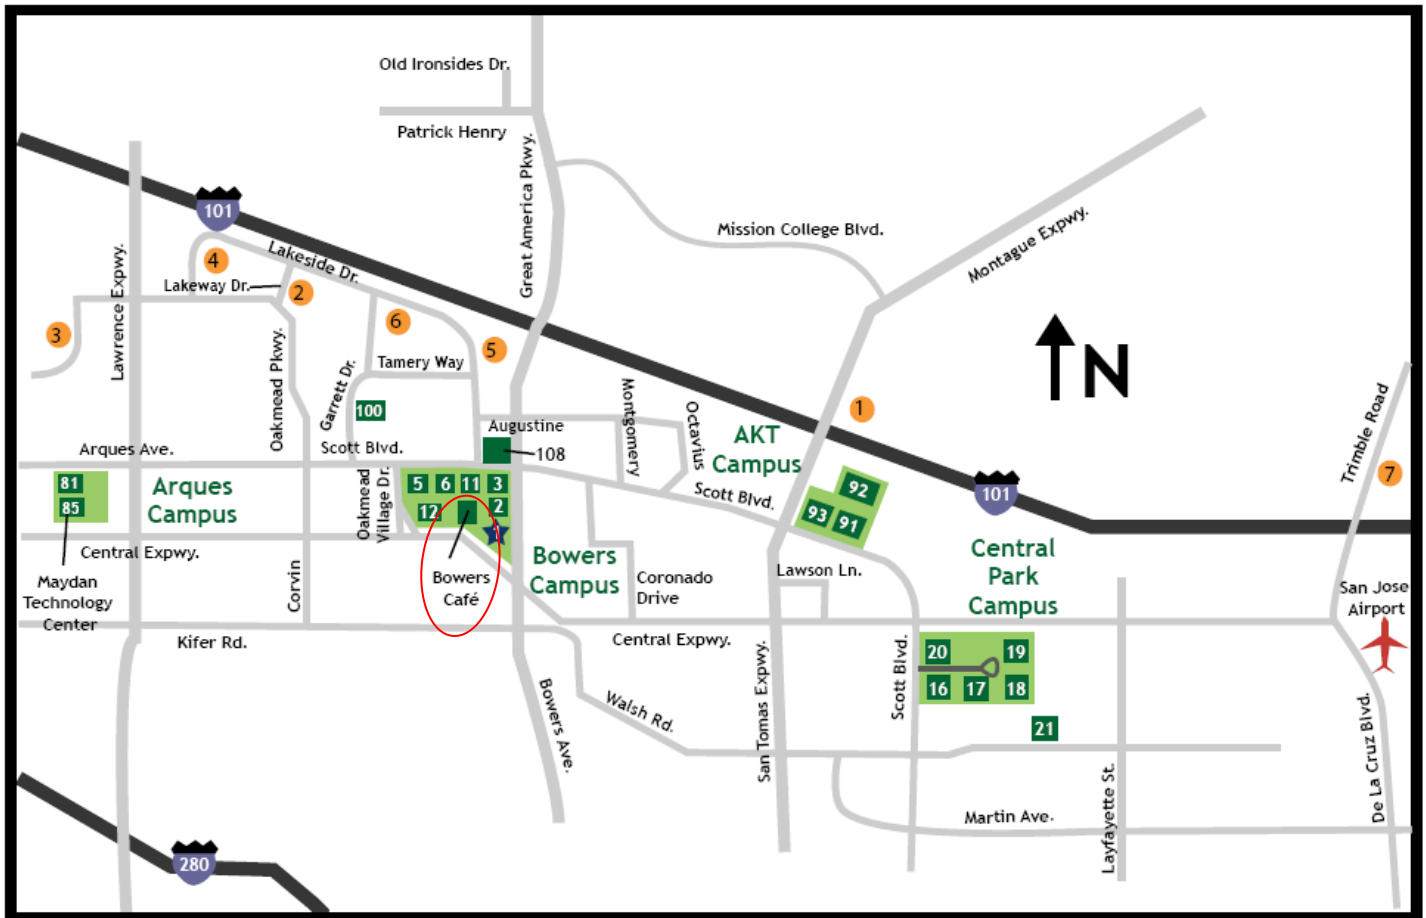 Old Ironsides Dr.
Patrick Henry
Great America Pkwy.
Mission College Blvd.
Montague Expwy.
101
Lakeside Dr.
4
Lakeway Dr.
2
3
Lawrence Expwy.
6
5
Tamery Way
Oakmead Pkwy.
Garrett Dr.
100
N
1
Trimble Road
7
Montgomery
Octavius
AKT
Campus
Augustine
108
Scott Blvd.
Arques Ave.
81
85
Arques
Campus
Oakmead
Village Dr.
5
6
11
3
12
2
1
Scott Blvd.
92
93
91
101
Central Expwy.
Maydan
Technology
Center
Corvin
Bowers
Café
Bowers
Campus
Coronado
Drive
Lawson Ln.
Central
Park
Campus
San Jose
Airport
Kifer Rd.
Central Expwy.
San Tomas Expwy.
Scott Blvd.
20
19
16
17
18
21
Bowers Ave.
Walsh Rd.
De La Cruz Blvd.
Layfayette St.
Martin Ave.
280